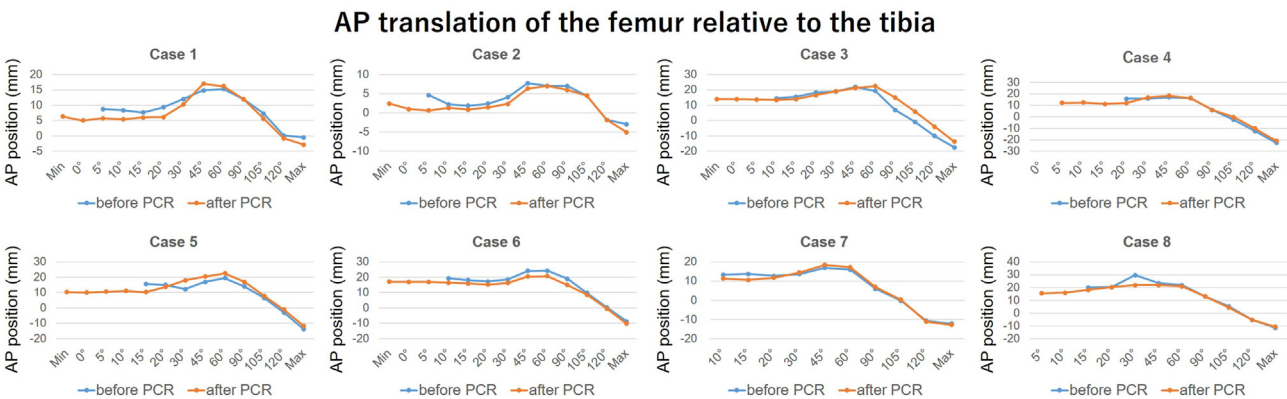 AP translation of the femur relative to the tibia
Case 1
AP position (mm)
20
15
10
5
0
-5
Min 0° 5° 10° 15° 20° 30° 45° 60° 90° 105° 120° Max
before PCR after PCR
Case 2
AP position (mm)
10
5
0
-5
-10
Min 0° 5° 10° 15° 20° 30° 45° 60° 90° 105° 120° Max
before PCR after PCR
Case 3
AP position (mm)
30
20
10
0
-10
-20
Min 0° 5° 10° 15° 20° 30° 45° 60° 90° 105° 120° Max
before PCR after PCR
Case 4
AP position (mm)
30
20
10
0
-10
-20
-30
0° 5° 10° 15° 20° 30° 45° 60° 90° 105° 120° Max
before PCR after PCR
Case 5
AP position (mm)
30
20
10
0
-10
-20
Min 0° 5° 10° 15° 20° 30° 45° 60° 90° 105° 120° Max
before PCR after PCR
Case 6
AP position (mm)
30
20
10
0
-10
-20
Min 0° 5° 10° 15° 20° 30° 45° 60° 90° 105° 120° Max
before PCR after PCR
Case 7
AP position (mm)
20
10
0
-10
-20
10° 15° 20° 30° 45° 60° 90° 105° 120° Max
before PCR after PCR
Case 8
AP position (mm)
40
30
20
10
0
-10
-20
5° 10° 15° 20° 30° 45° 60° 90° 105° 120° Max
before PCR after PCR